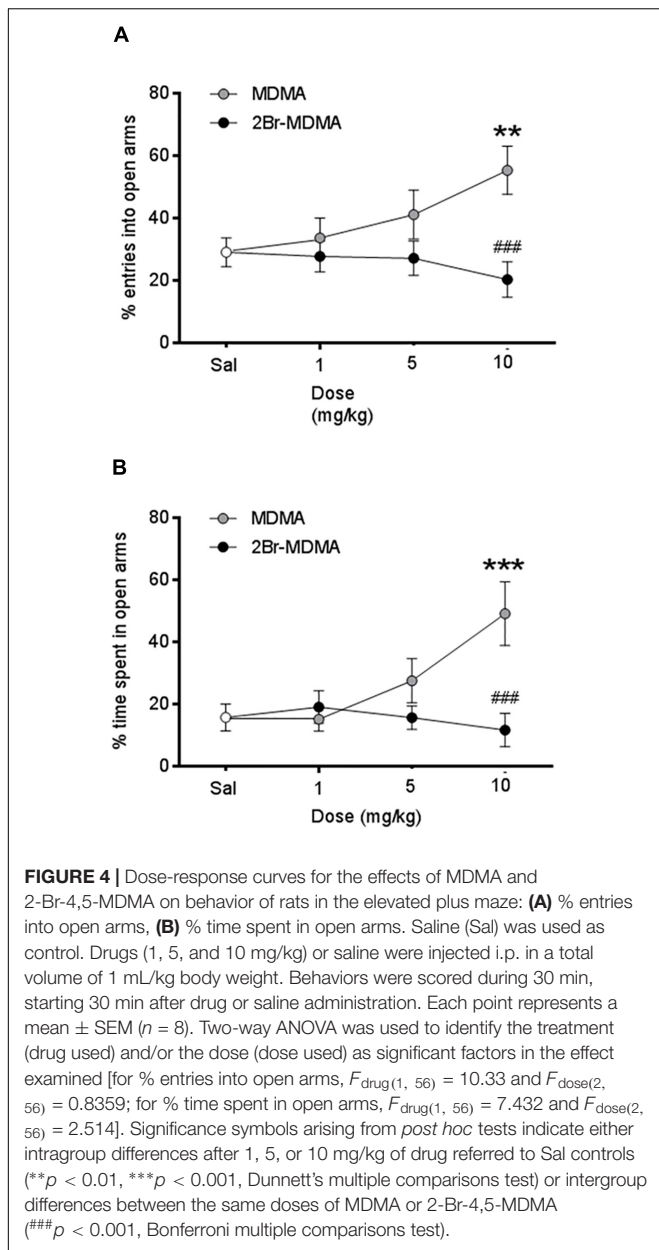 A
80
60
40
20
0
% entries into open arms
MDMA
2Br-MDMA
**
###
Sal
1
5
10
Dose
(mg/kg)
B
80
60
40
20
0
% time spent in open arms
MDMA
2Br-MDMA
***
###
Sal
1
5
10
Dose (mg/kg)
FIGURE 4 | Dose-response curves for the effects of MDMA and
2-Br-4,5-MDMA on behavior of rats in the elevated plus maze: (A) % entries
into open arms, (B) % time spent in open arms. Saline (Sal) was used as
control. Drugs (1, 5, and 10 mg/kg) or saline were injected i.p. in a total
volume of 1 mL/kg body weight. Behaviors were scored during 30 min,
starting 30 min after drug or saline administration. Each point represents a
mean ± SEM (n = 8). Two-way ANOVA was used to identify the treatment
(drug used) and/or the dose (dose used) as significant factors in the effect
examined [for % entries into open arms, Fdrug(1, 56) = 10.33 and Fdose(2,
56) = 0.8359; for % time spent in open arms, Fdrug(1, 56) = 7.432 and Fdose(2,
56) = 2.514]. Significance symbols arising from post hoc tests indicate either
intragroup differences after 1, 5, or 10 mg/kg of drug referred to Sal controls
(**p < 0.01, ***p < 0.001, Dunnett's multiple comparisons test) or intergroup
differences between the same doses of MDMA or 2-Br-4,5-MDMA
(###p < 0.001, Bonferroni multiple comparisons test).